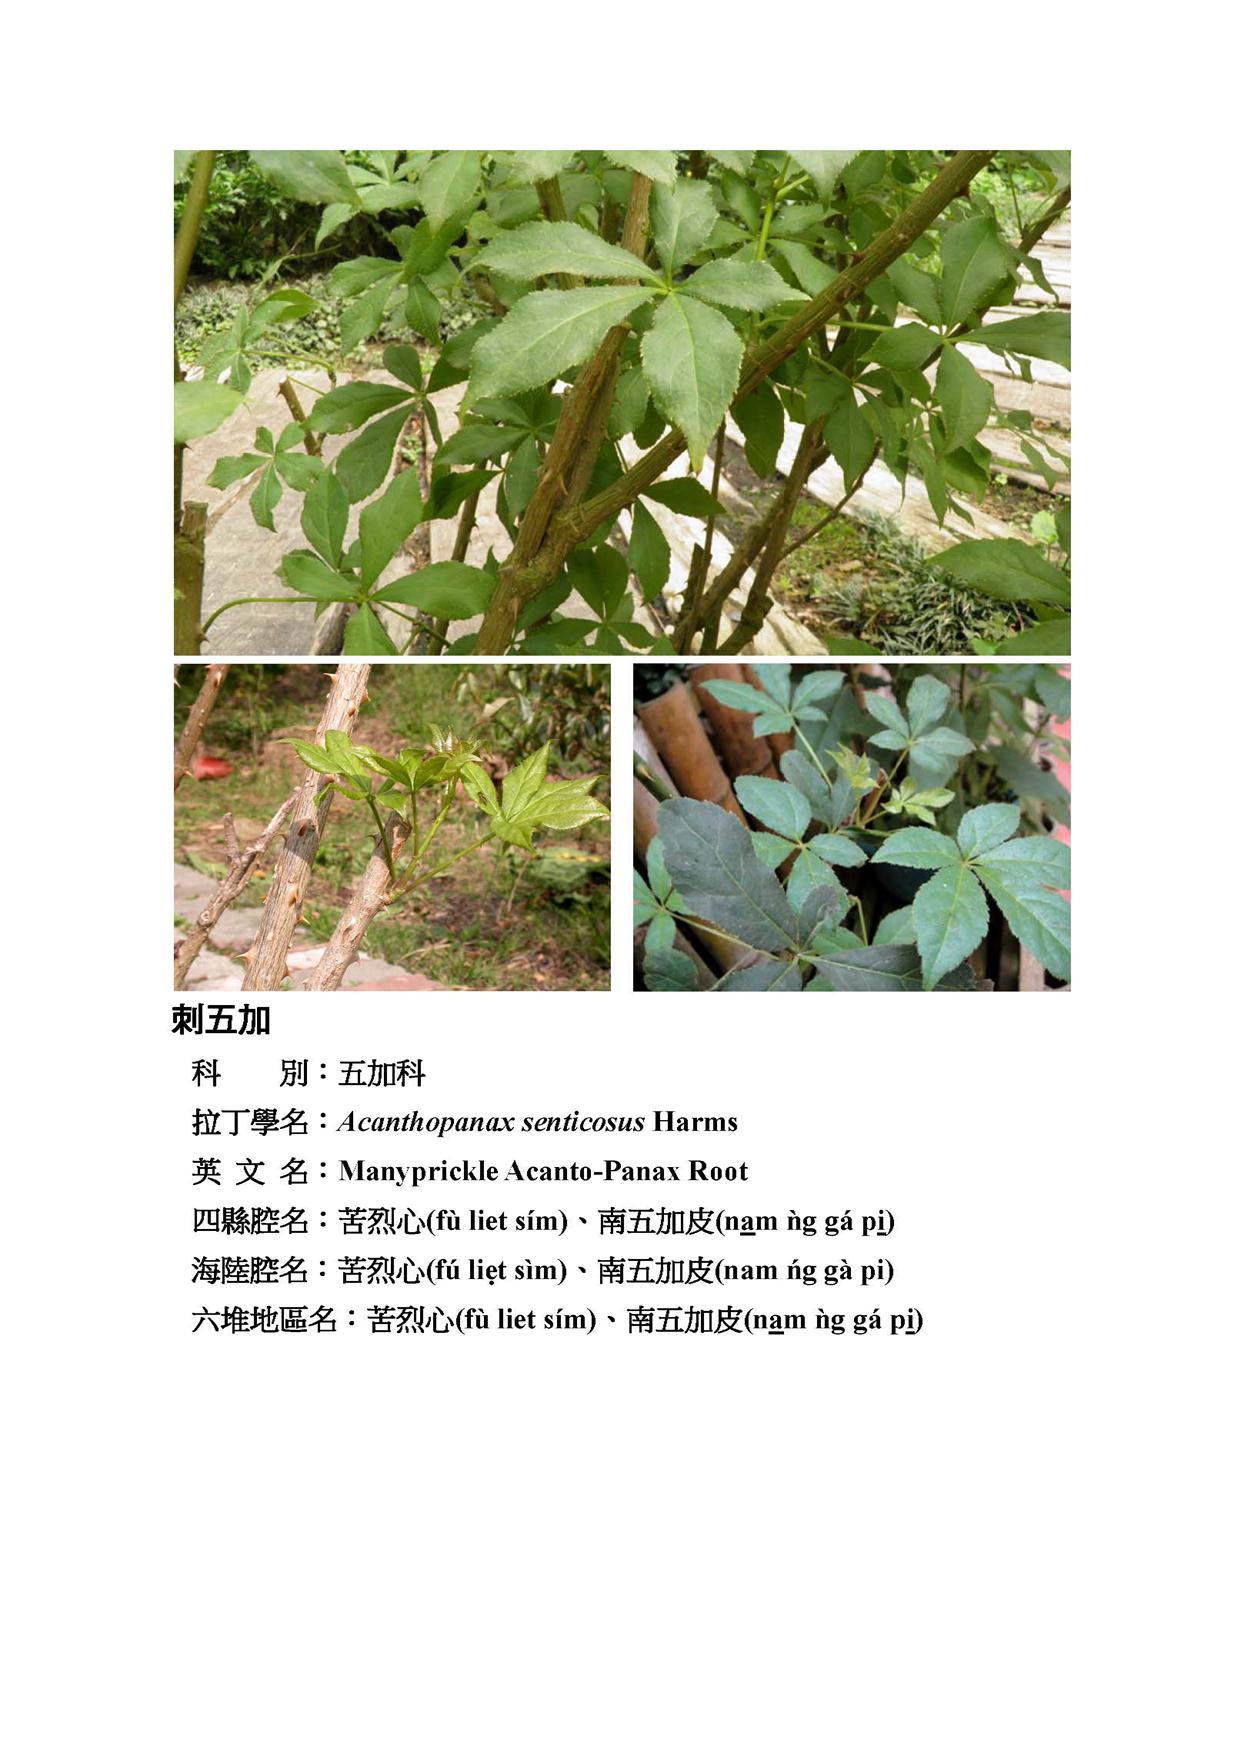 刺五加
科　　別：五加科
拉丁學名：Acanthopanax senticosus Harms
英 文 名：Manyprickle Acanto-Panax Root
四縣腔名：苦烈心(fù liet sím)、南五加皮(na̲m ǹg gá pi̲)
海陸腔名：苦烈心(fú liẹt sìm)、南五加皮(nam ńg gà pi)
六堆地區名：苦烈心(fù liet sím)、南五加皮(na̲m ǹg gá pi̲)